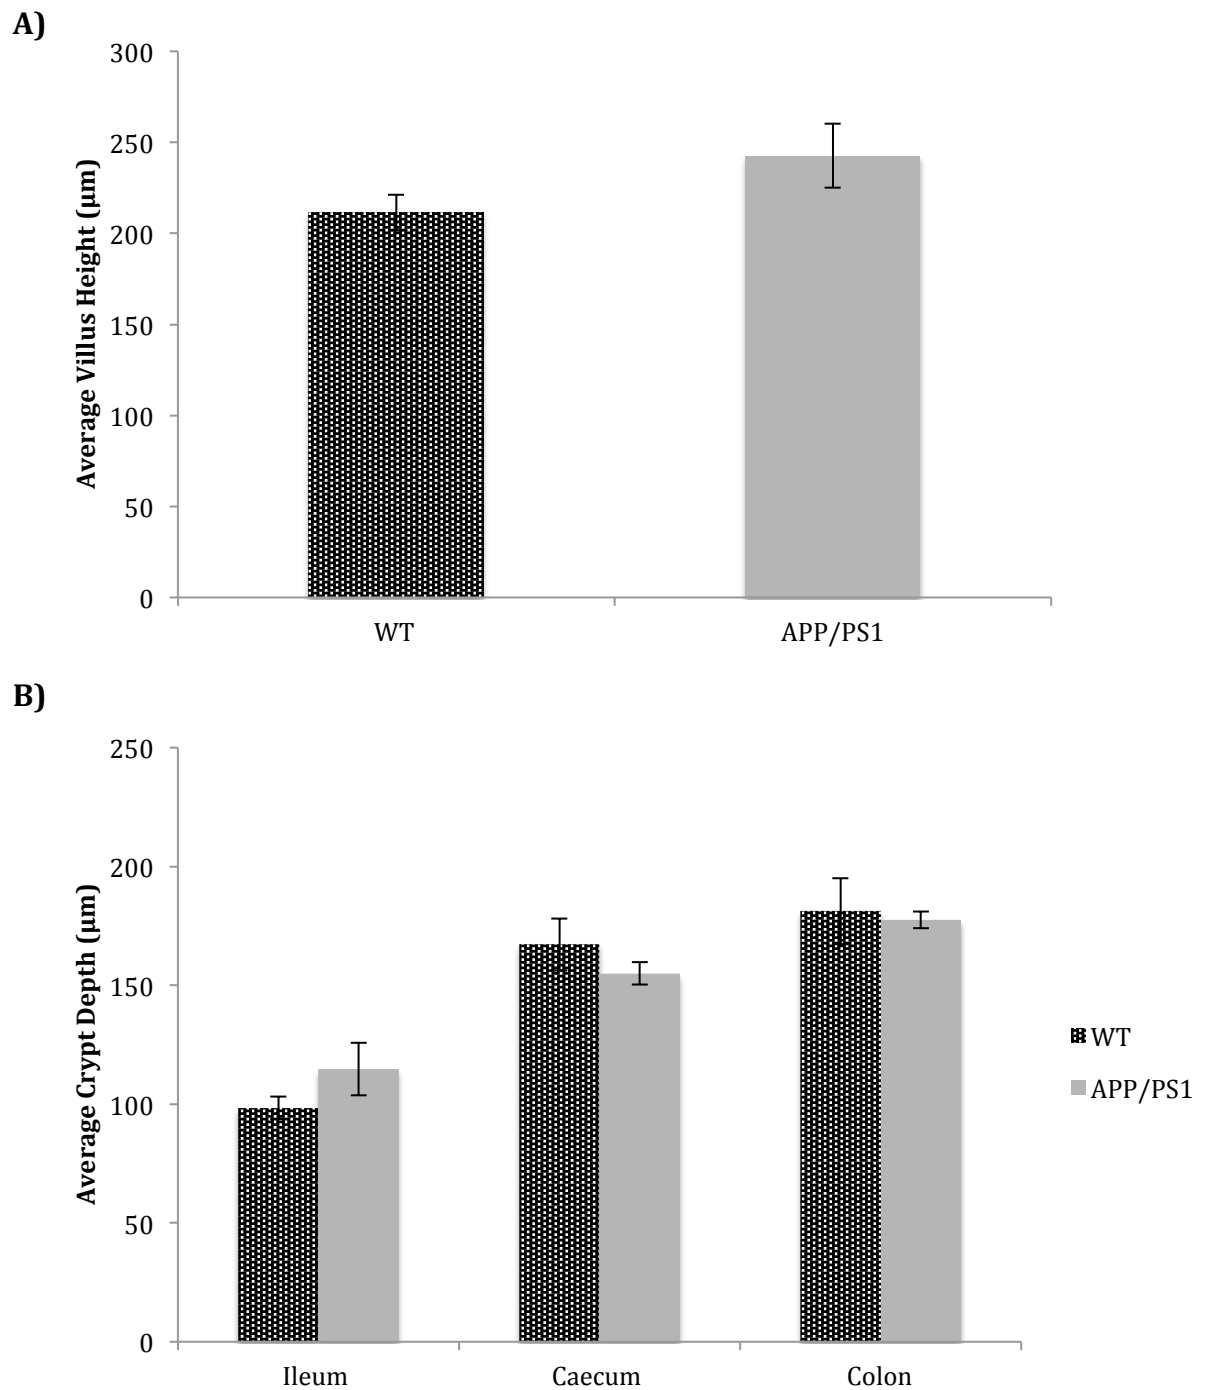 A)
300
250
200
150
100
50
0
Average Villus Height (μm)
WT
APP/PS1
B)
250
200
150
100
50
0
Average Crypt Depth (μm)
Ileum
Caecum
Colon
WT
APP/PS1